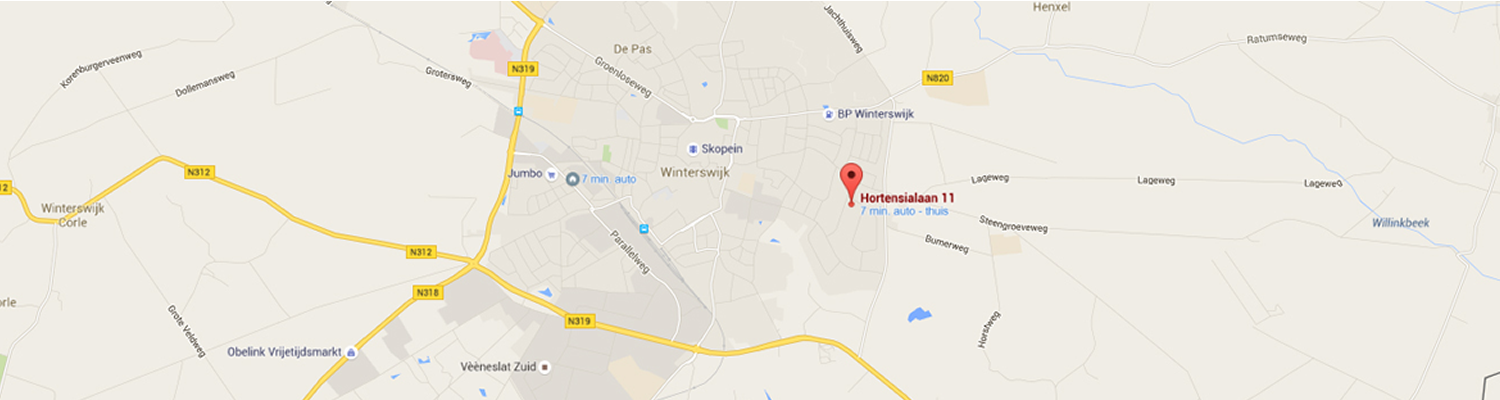 Henxel
Jachthuisweg
Ratumseweg
De Pas
Korenburgerveenweg
Groenloseweg
N319
Grotersweg
N820
Dollemansweg
BP Winterswijk
Skopein
N312
Winterswijk
Jumbo
7 min. auto
Lageweg
Lageweg
Lageweg
12
Hortensialaan 11
7 min. auto - thuis
Winterswijk
Corle
Steengroeveweg
Willinkbeek
Bumerweg
N312
Parallelweg
N318
orle
N319
Grote Veldweg
Horstweg
Obelink Vrijetijdsmarkt
Vèèneslat Zuid